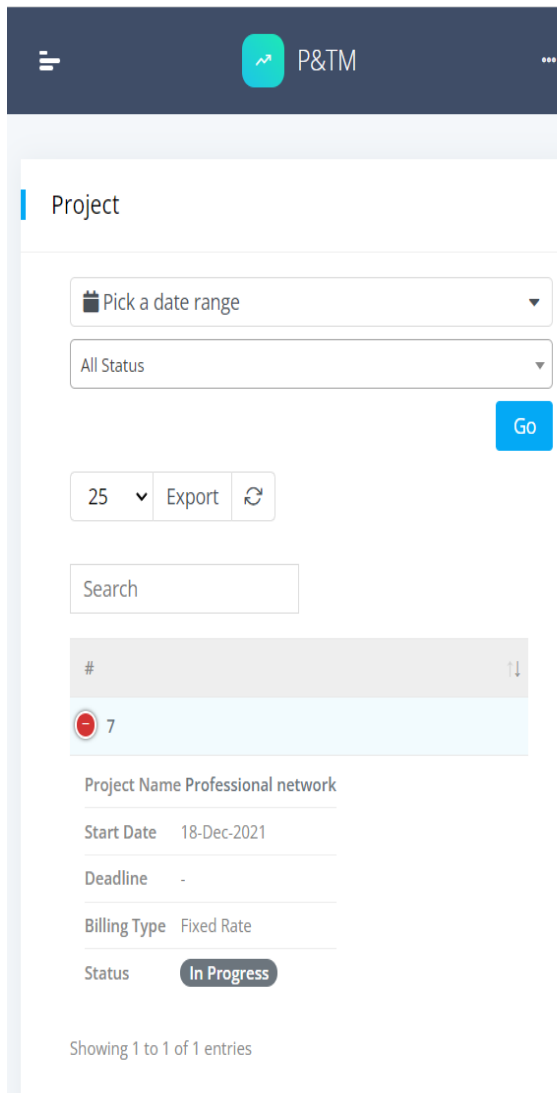 P&TM
Project
Pick a date range
All Status
Go
25 Export
Search
#
7
Project Name Professional network
Start Date 18-Dec-2021
Deadline -
Billing Type Fixed Rate
Status In Progress
Showing 1 to 1 of 1 entries